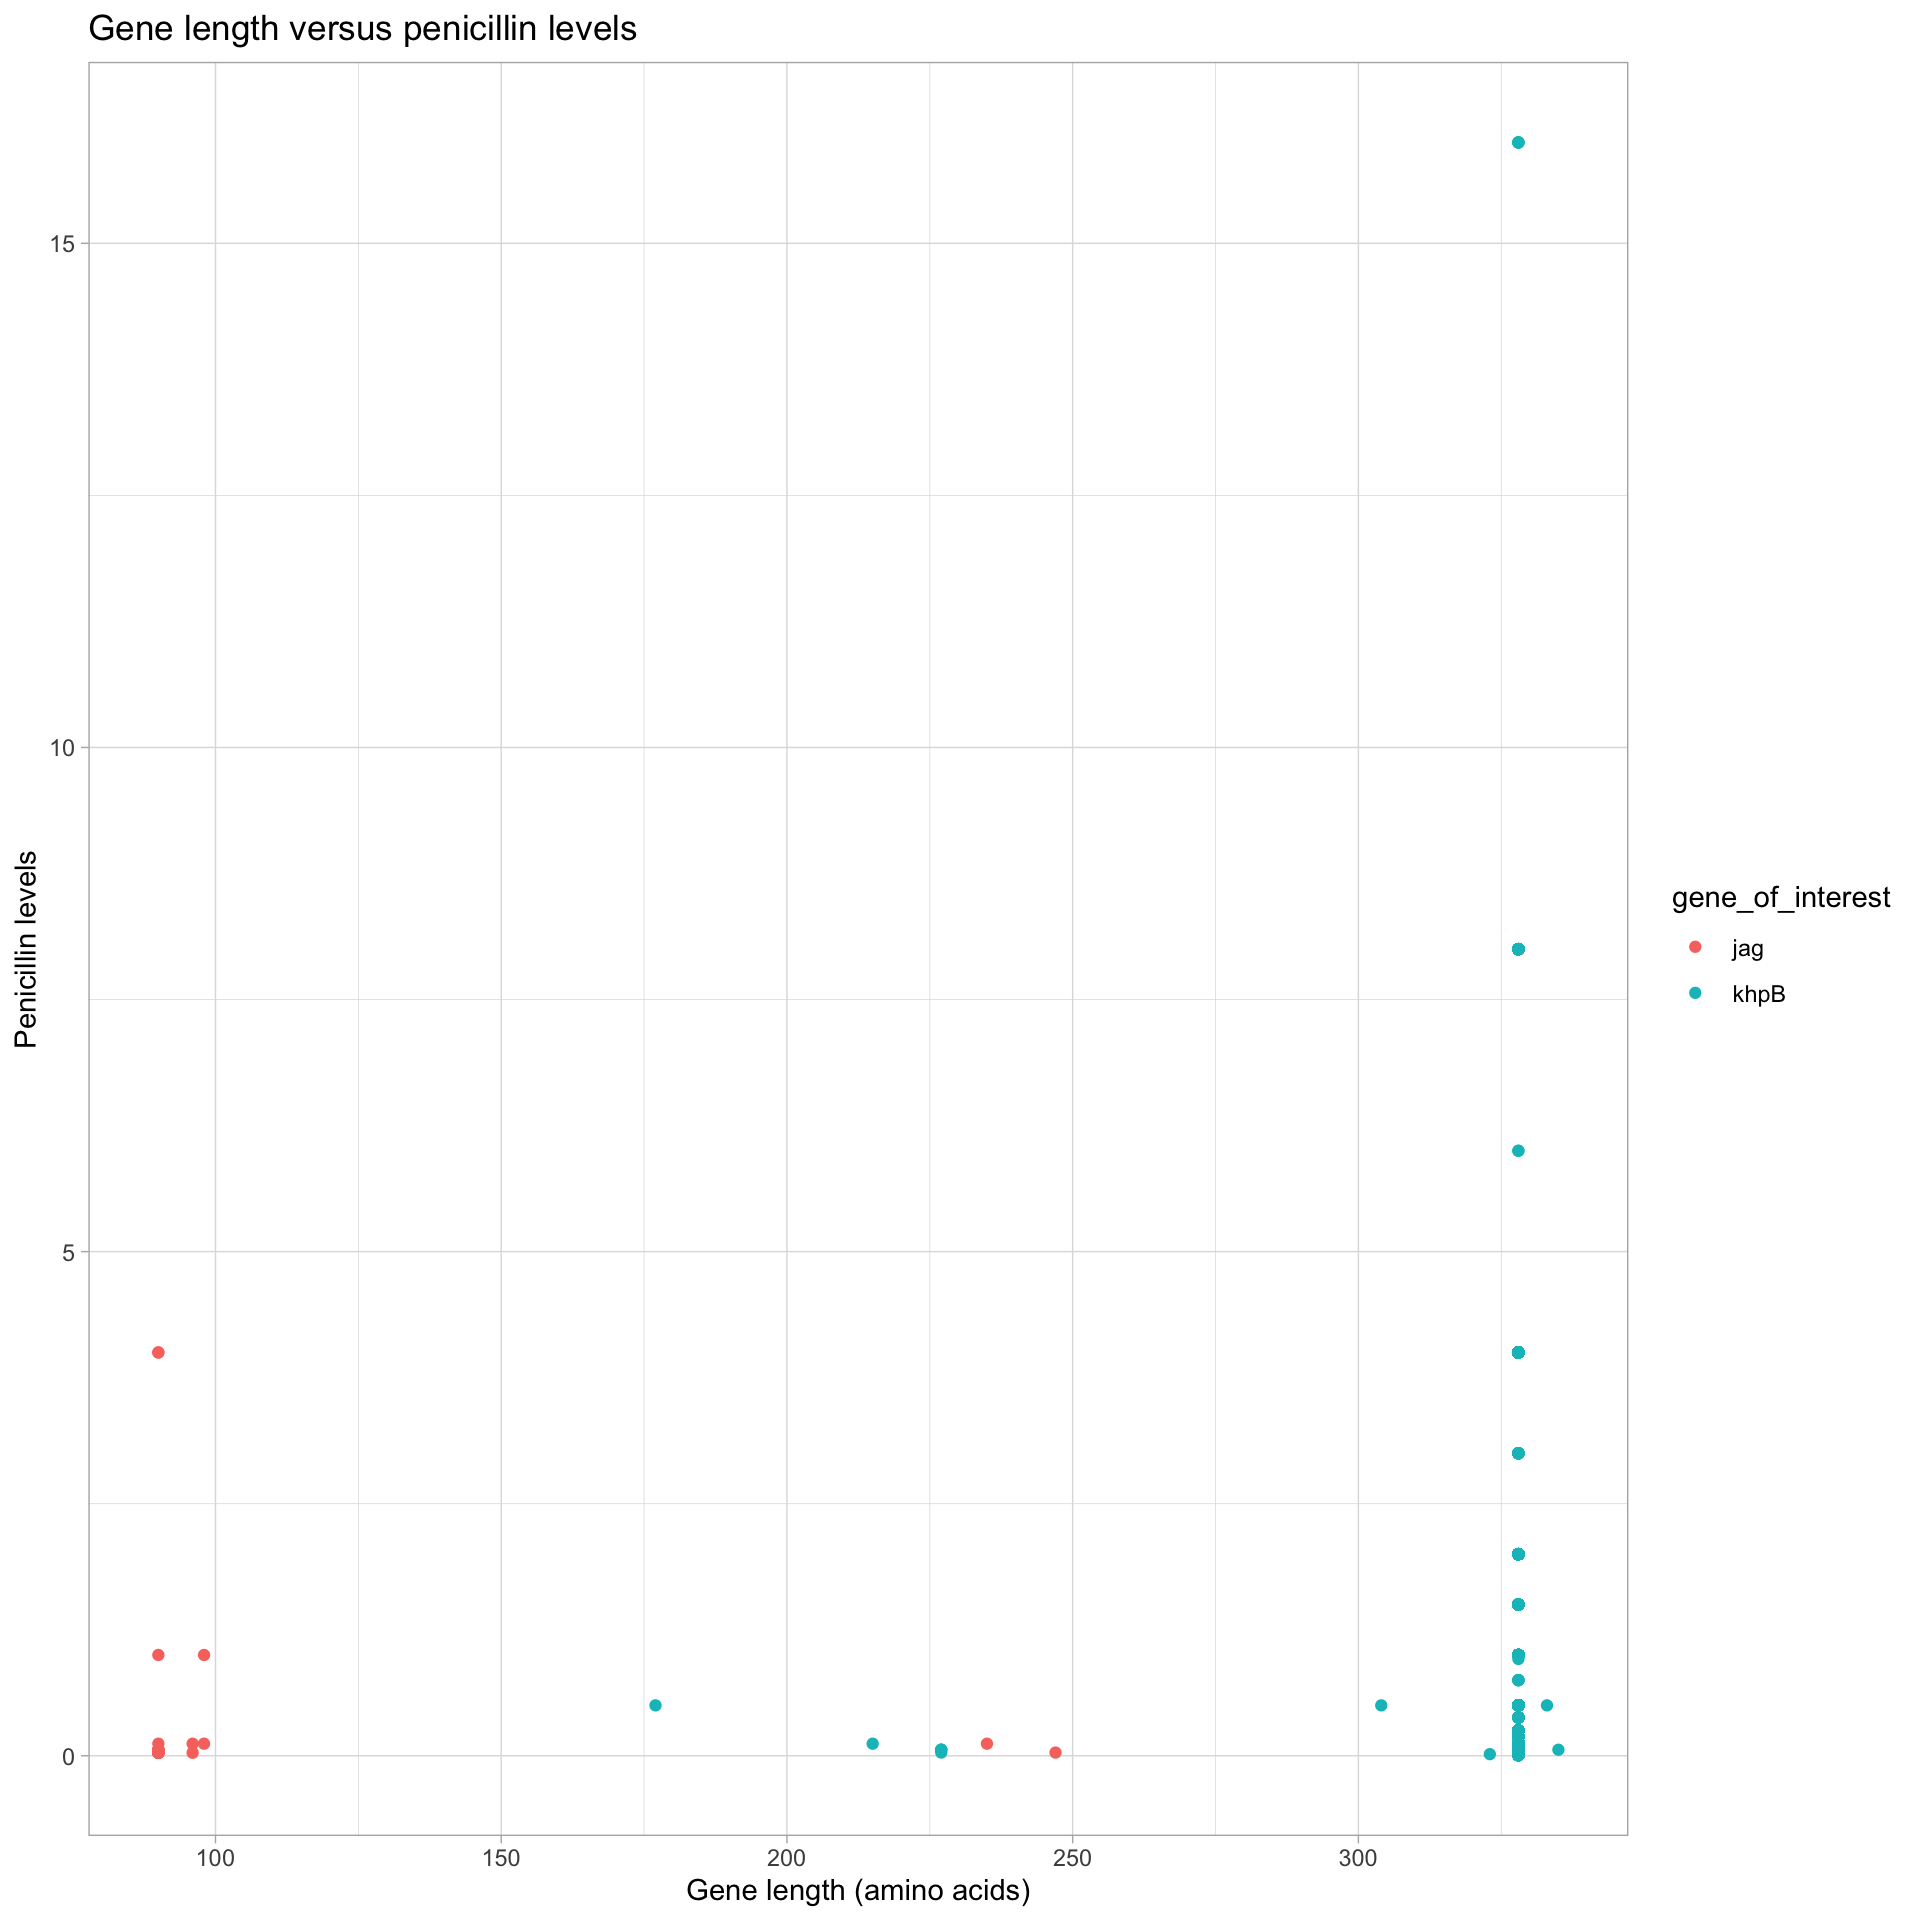 Gene length versus penicillin levels
15
10
5
0
Penicillin levels
100 150 200 250 300
Gene length (amino acids)
gene_of_interest
jag
khpB